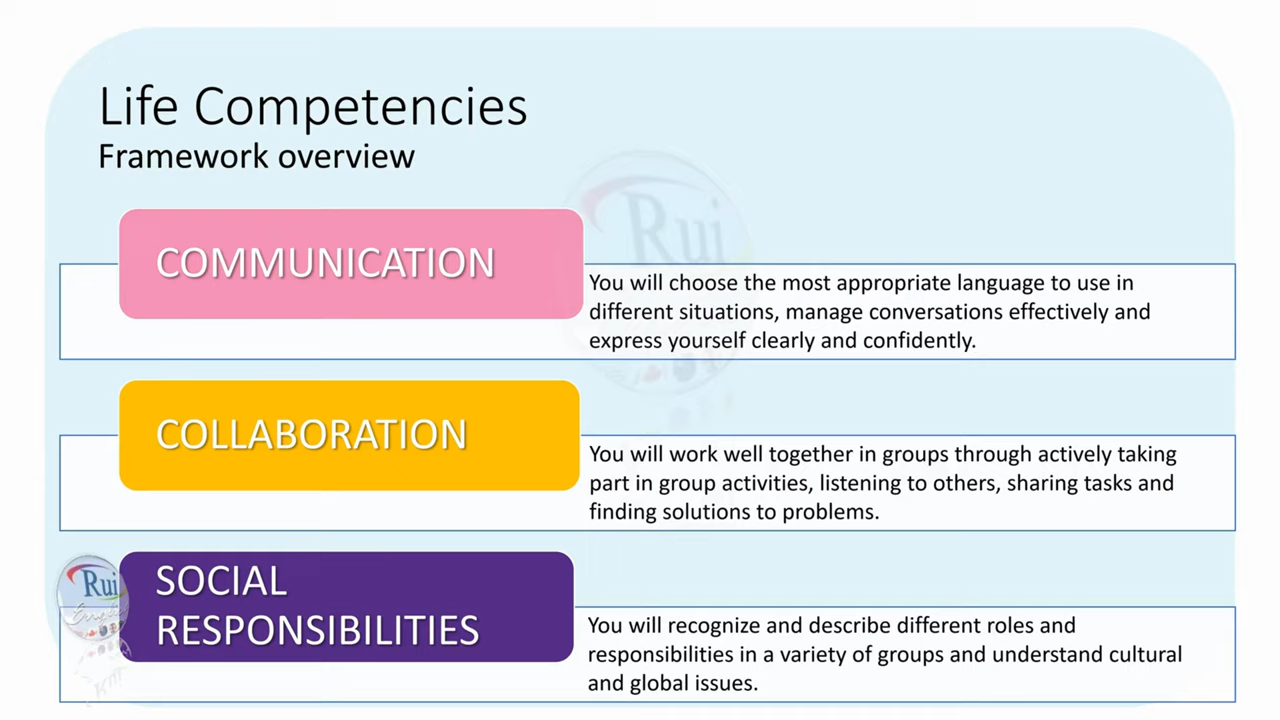 Life Competencies
Framework overview
COMMUNICATION
You will choose the most appropriate language to use in
different situations, manage conversations effectively and
express yourself clearly and confidently.
COLLABORATION
You will work well together in groups through actively taking
part in group activities, listening to others, sharing tasks and
finding solutions to problems.
SOCIAL
RESPONSIBILITIES
You will recognize and describe different roles and
responsibilities in a variety of groups and understand cultural
and global issues.
Rui
Rui